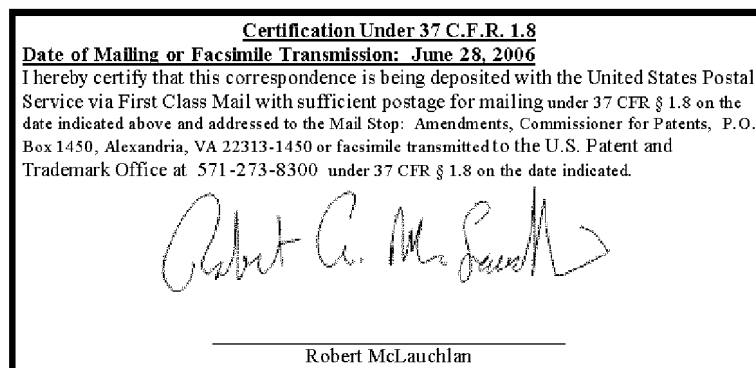 Certification Under 37 C.F.R. 1.8
Date of Mailing or Facsimile Transmission: June 28, 2006
I hereby certify that this correspondence is being deposited with the United States Postal
Service via First Class Mail with sufficient postage for mailing under 37 CFR § 1.8 on the
date indicated above and addressed to the Mail Stop: Amendments, Commissioner for Patents, P.O.
Box 1450, Alexandria, VA 22313-1450 or facsimile transmitted to the U.S. Patent and
Trademark Office at 571-273-8300 under 37 CFR § 1.8 on the date indicated.
Robert A. McLauchlan
Robert McLauchlan